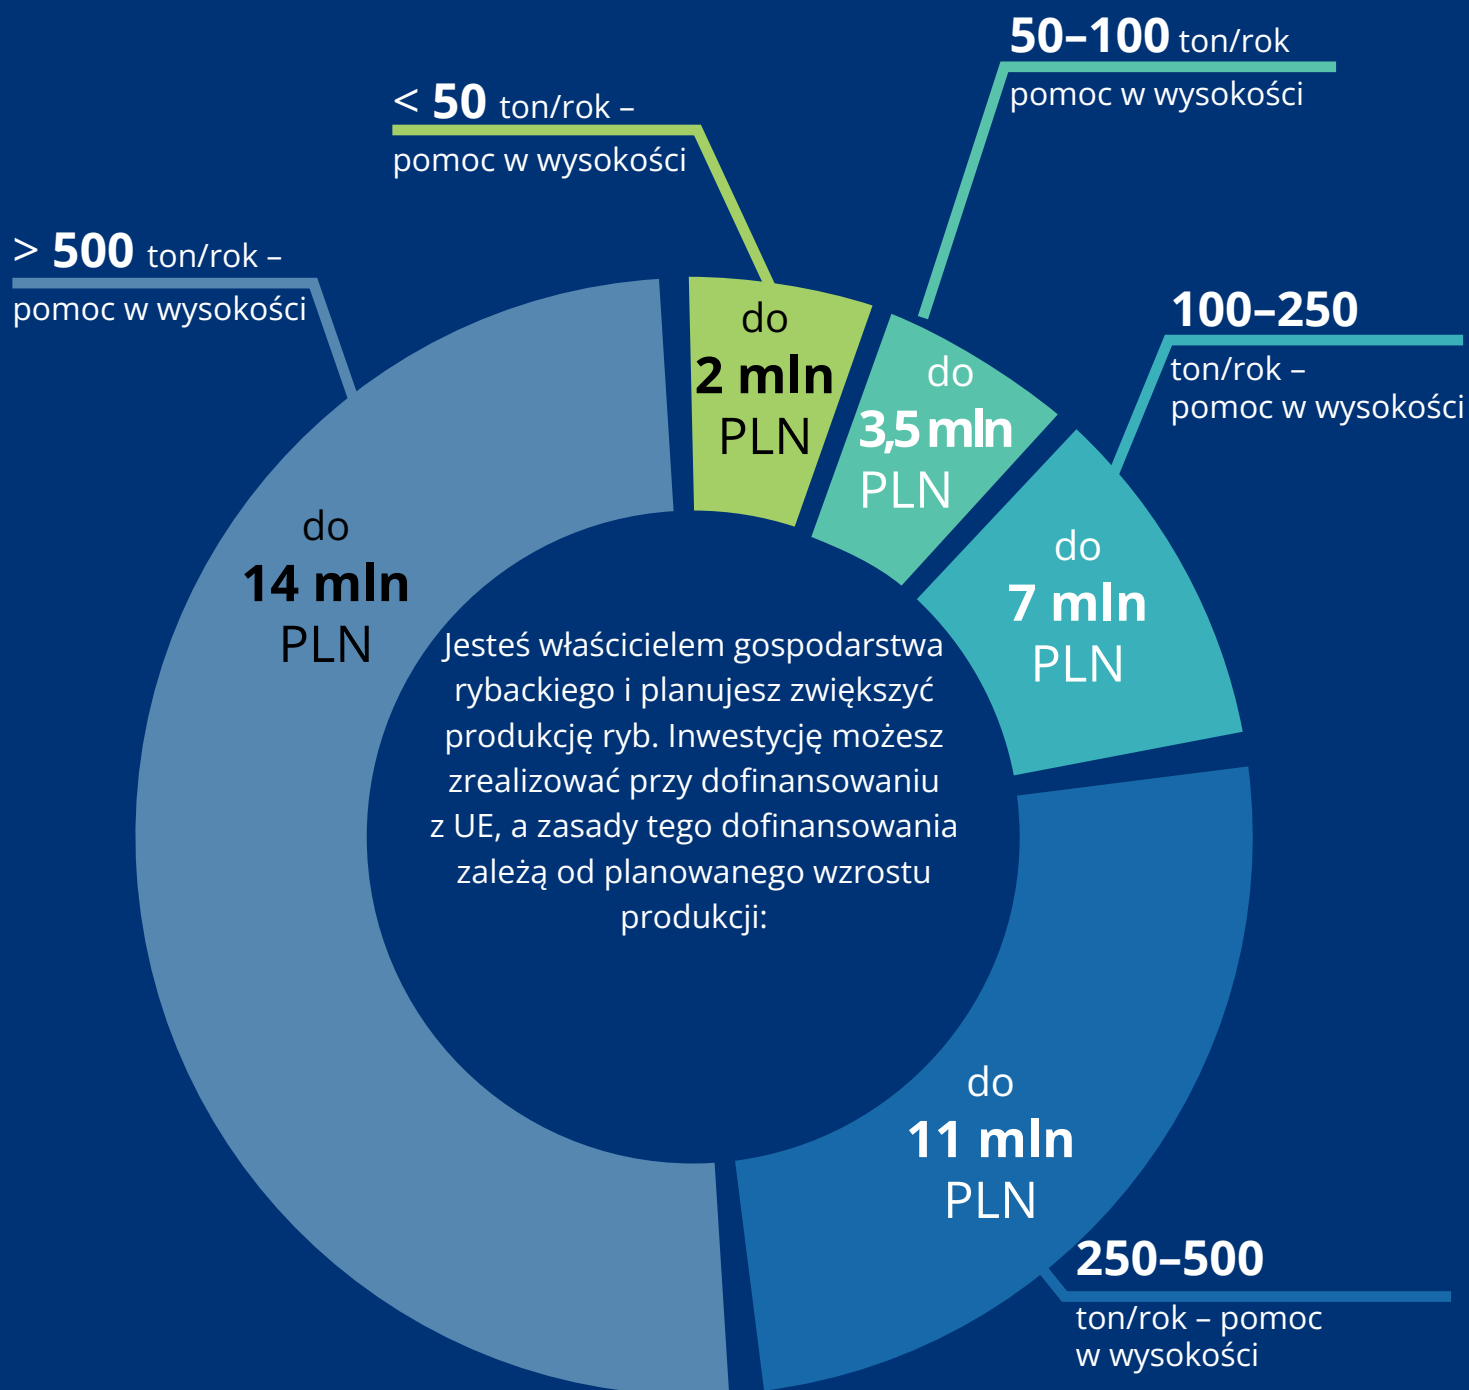 50–100 ton/rok
pomoc w wysokości
< 50 ton/rok –
pomoc w wysokości
> 500 ton/rok –
pomoc w wysokości
100–250
ton/rok –
pomoc w wysokości
do
2 mln
PLN
do
3,5 mln
PLN
do
7 mln
PLN
do
14 mln
PLN
Jesteś właścicielem gospodarstwa
rybackiego i planujesz zwiększyć
produkcję ryb. Inwestycję możesz
zrealizować przy dofinansowaniu
z UE, a zasady tego dofinansowania
zależą od planowanego wzrostu
produkcji:
do
11 mln
PLN
250–500
ton/rok – pomoc
w wysokości